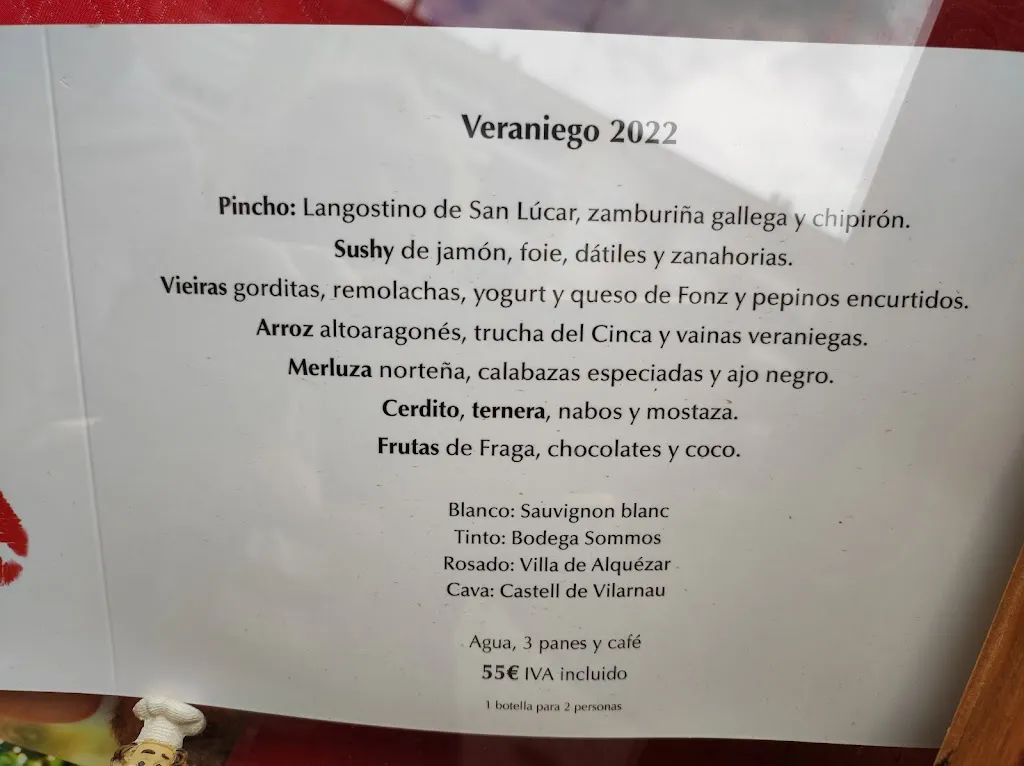 Veraniego 2022
Pincho: Langostino de San Lúcar, zamburiña gallega y chipirón.
Sushy de jamón, foie, dátiles y zanahorias.
Vieiras gorditas, remolachas, yogurt y queso de Fonz y pepinos encurtidos.
Arroz altoaragonés, trucha del Cinca y vainas veraniegas.
Merluza norteña, calabazas especiadas y ajo negro.
Cerdito, ternera, nabos y mostaza.
Frutas de Fraga, chocolates y coco.
Blanco: Sauvignon blanc
Tinto: Bodega Sommos
Rosado: Villa de Alquézar
Cava: Castell de Vilarnau
Agua, 3 panes y café
55€ IVA incluido
1 botella para 2 personas